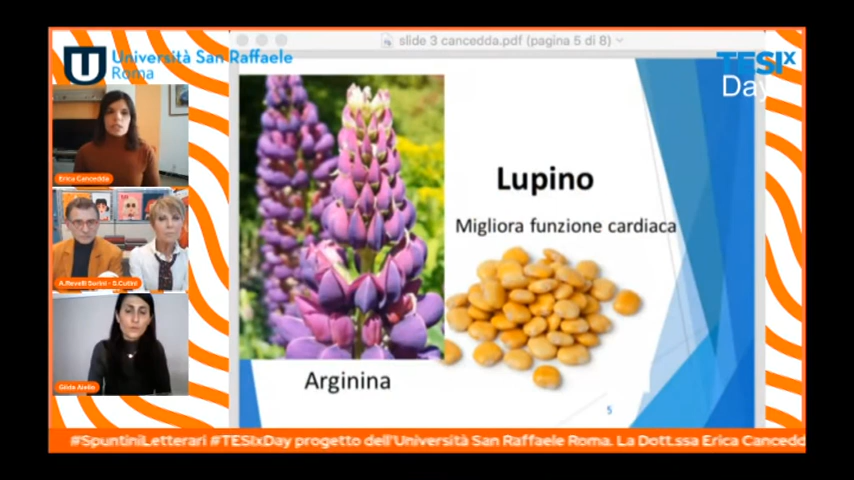 slide 3 cancedda.pdf (pagina 5 di 8)
Università San Raffaele
Roma
TESIx
Day
Erica Cancedda
A.Revelli Sorini - S.Cutini
Gilda Aiello
Lupino
Migliora funzione cardiaca
Arginina
5
#SpuntiniLetterari #TESIxDay progetto dell'Università San Raffaele Roma. La Dott.ssa Erica Cancedd